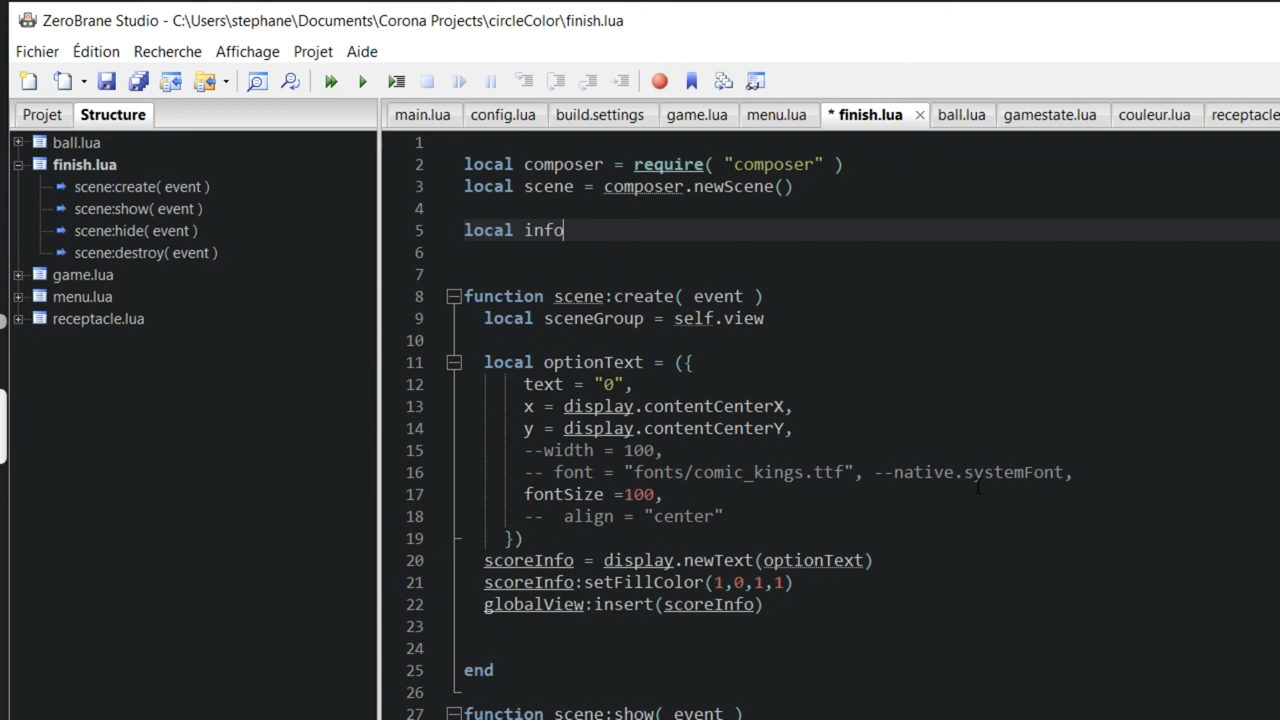 ZeroBrane Studio - C:\Users\stephane\Documents\Corona Projects\circleColor\finish.lua
Fichier Édition Recherche Affichage Projet Aide
Projet Structure
main.lua config.lua build.settings game.lua menu.lua * finish.lua ball.lua gamestate.lua couleur.lua receptacle
ball.lua
finish.lua
scene:create( event )
scene:show( event )
scene:hide( event )
scene:destroy( event )
game.lua
menu.lua
receptacle.lua
1
2 local composer = require( "composer" )
3 local scene = composer.newScene()
4
5 local info
6
7
8 function scene:create( event )
9 local sceneGroup = self.view
10
11 local optionText = ({
12 text = "0",
13 x = display.contentCenterX,
14 y = display.contentCenterY,
15 --width = 100,
16 -- font = "fonts/comic_kings.ttf", --native.systemFont,
17 fontSize =100,
18 --  align = "center"
19 })
20 scoreInfo = display.newText(optionText)
21 scoreInfo:setFillColor(1,0,1,1)
22 globalView:insert(scoreInfo)
23
24
25 end
26
27 function scene:show( event )